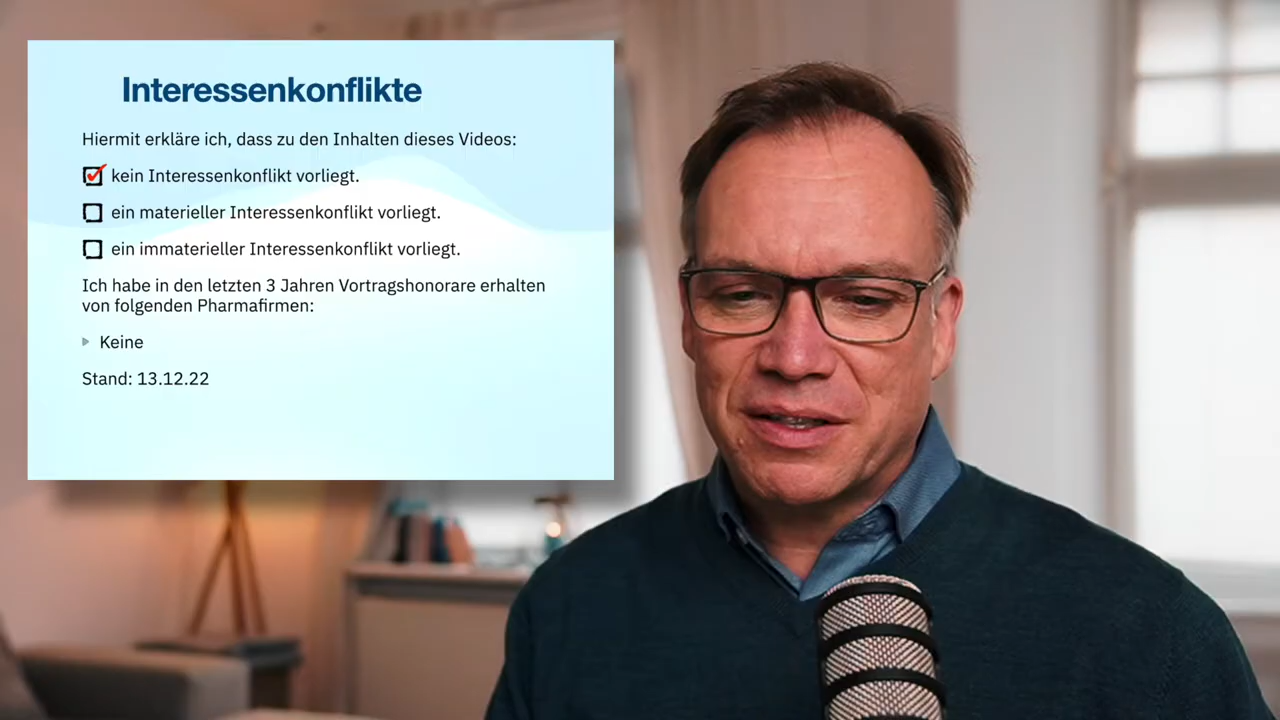 Interessenkonflikte
Hiermit erkläre ich, dass zu den Inhalten dieses Videos:
kein Interessenkonflikt vorliegt.
ein materieller Interessenkonflikt vorliegt.
ein immaterieller Interessenkonflikt vorliegt.
Ich habe in den letzten 3 Jahren Vortragshonorare erhalten
von folgenden Pharmafirmen:
Keine
Stand: 13.12.22